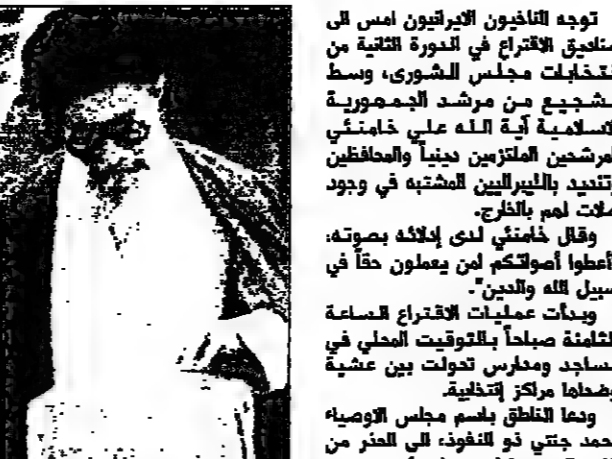 توجه الناخبون الايرانيون امس الى
صناديق الاقتراع في الدورة الثانية من
انتخابات مجلس الشورى، وسط
تشجيع من مرشد الجمهورية
الاسلامية آية الله علي خامنئي
لمرشحين الملتزمين دينياً والمحافظين
وتنديد بالليبراليين المشتبه في وجود
صلات لهم بالخارج.
وقال خامنئي لدى إدلائه بصوته:
أعطوا أصواتكم لمن يعملون حقاً في
سبيل الله والدين".
وبدأت عمليات الاقتراع الساعة
الثامنة صباحاً بالتوقيت المحلي في
مساجد ومدارس تحولت بين عشية
وضحاها مراكز إنتخابية.
ودعا الناطق باسم مجلس الاوصياء
حمد جنتي ذو النفوذ، الى الحذر من